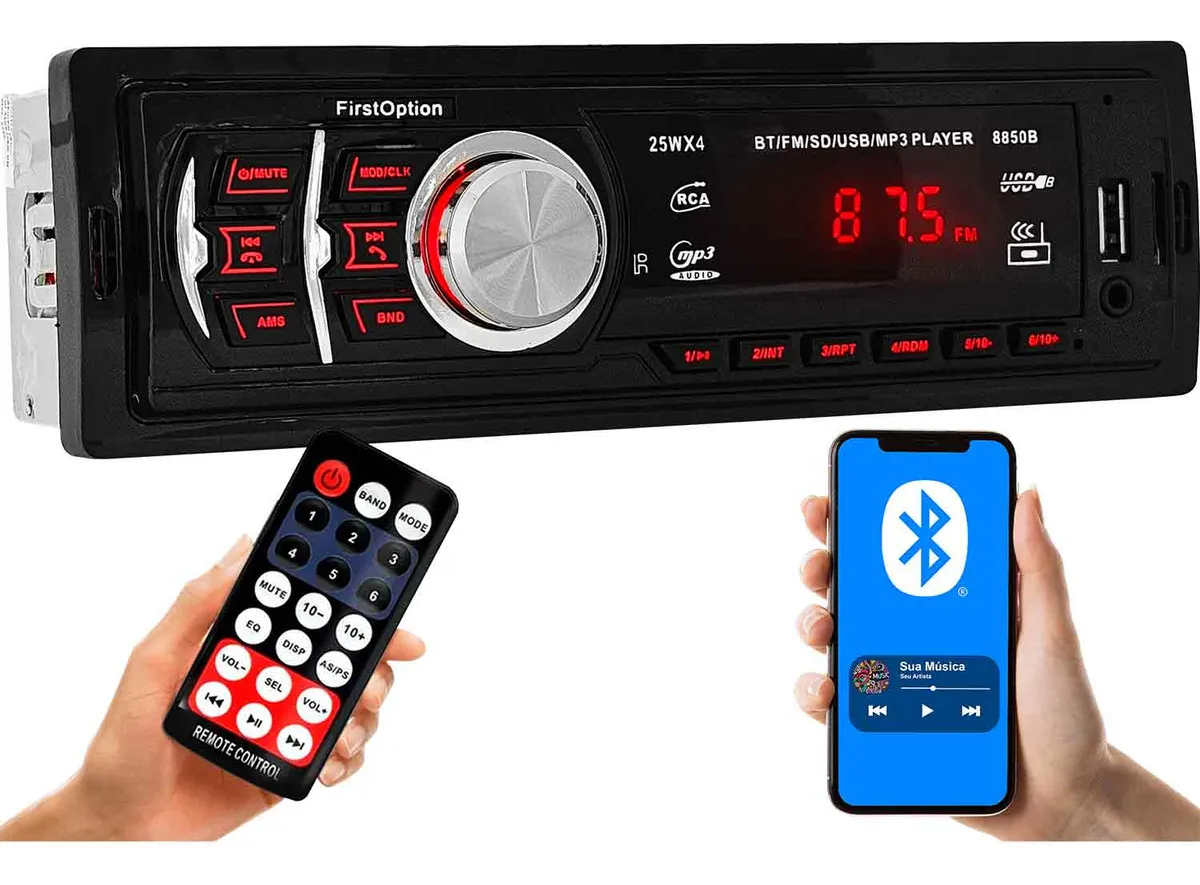 FirstOption
25WX4
BT/FM/SD/USB/MP3 PLAYER
8850B
/MUTE
MOD/CLK
AMS
BND
RCA
mp3
AUDIO
87.5 FM
1/
2/INT
3/RPT
4/RDM
5/10-
6/10+
BAND
MODE
1
2
3
4
5
6
MUTE
10-
10+
EQ
DISP
AS/PS
VOL-
SEL
VOL+
REMOTE CONTROL
®
MUSIC
Sua Música
Seu Artista